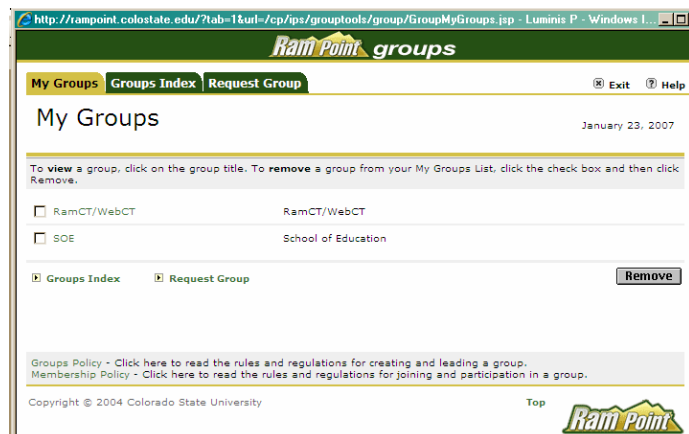 http://rampoint.colostate.edu/?tab=1&url=/cp/ips/grouptools/group/GroupMyGroups.jsp - Luminis P - Windows I...
Ram Point groups
My Groups Groups Index Request Group Exit Help
My Groups
January 23, 2007
To view a group, click on the group title. To remove a group from your My Groups List, click the check box and then click
Remove.
RamCT/WebCT RamCT/WebCT
SOE School of Education
Groups Index Request Group Remove
Groups Policy - Click here to read the rules and regulations for creating and leading a group.
Membership Policy - Click here to read the rules and regulations for joining and participation in a group.
Copyright © 2004 Colorado State University Top Ram Point